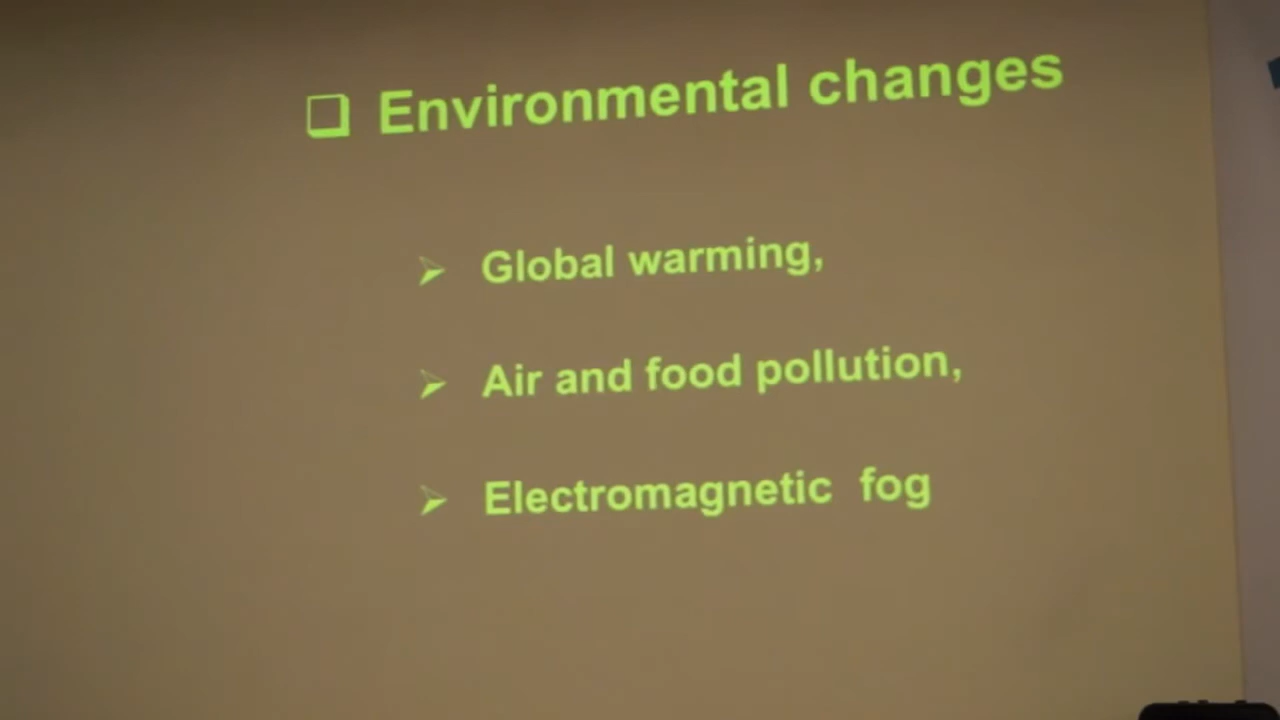 ❑ Environmental changes
➢ Global warming,
➢ Air and food pollution,
➢ Electromagnetic fog